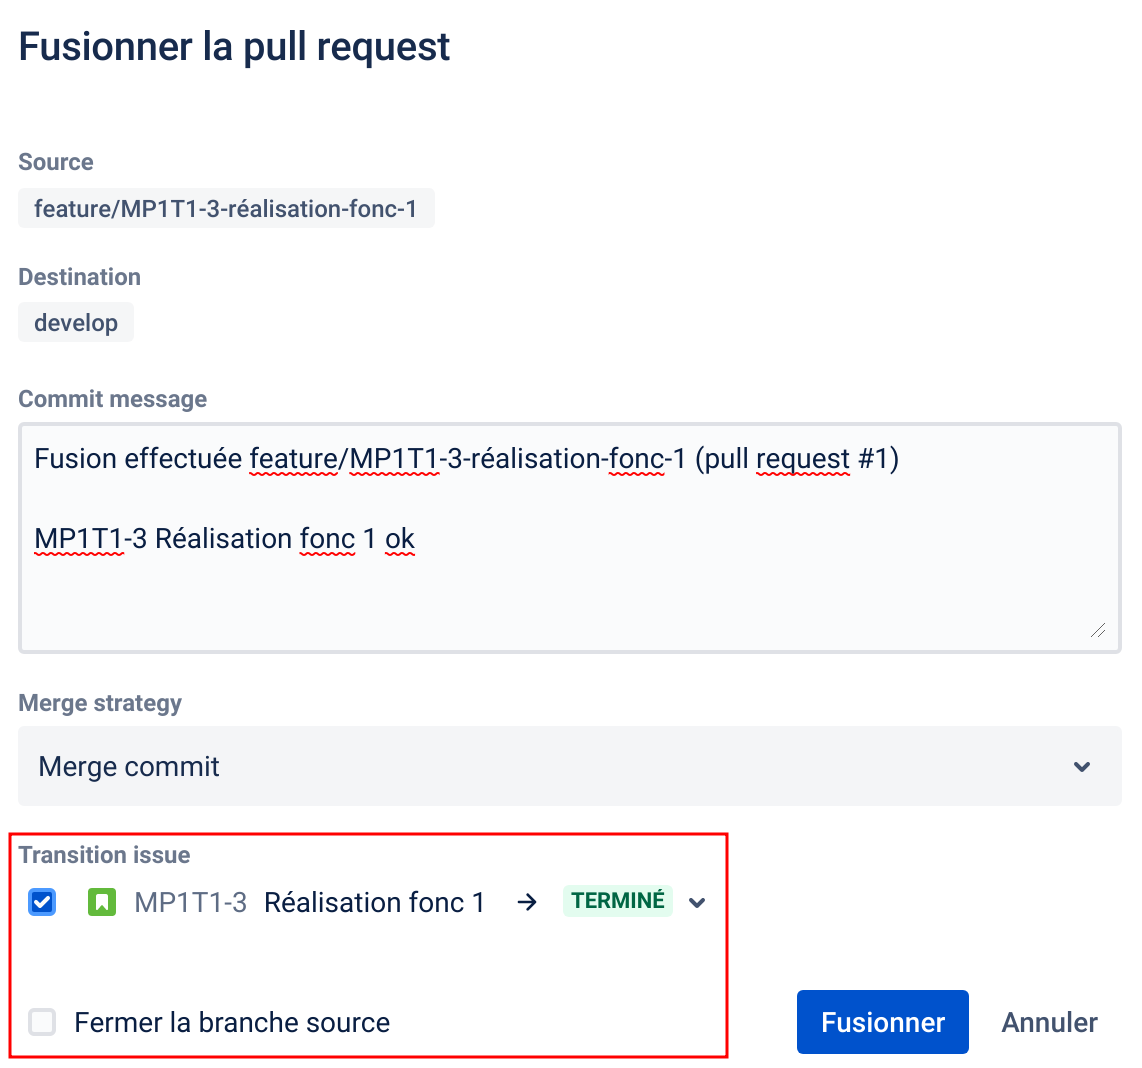 Fusionner la pull request
Source
feature/MP1T1-3-réalisation-fonc-1
Destination
develop
Commit message
Fusion effectuée feature/MP1T1-3-réalisation-fonc-1 (pull request #1)
MP1T1-3 Réalisation fonc 1 ok
Merge strategy
Merge commit
Transition issue
MP1T1-3 Réalisation fonc 1 → TERMINÉ
Fermer la branche source
Fusionner Annuler